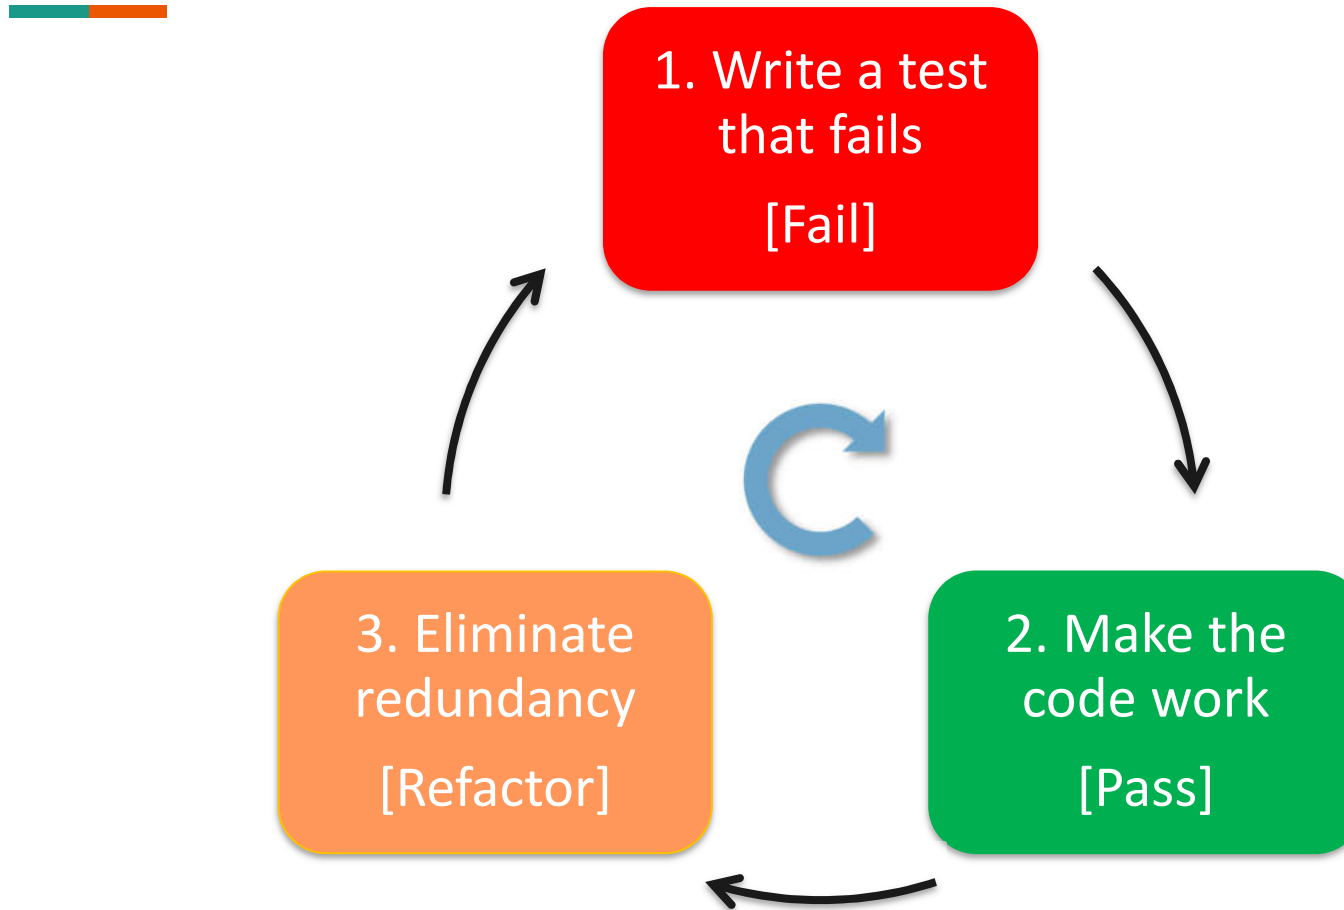 1. Write a test
that fails
[Fail]
2. Make the
code work
[Pass]
3. Eliminate
redundancy
[Refactor]